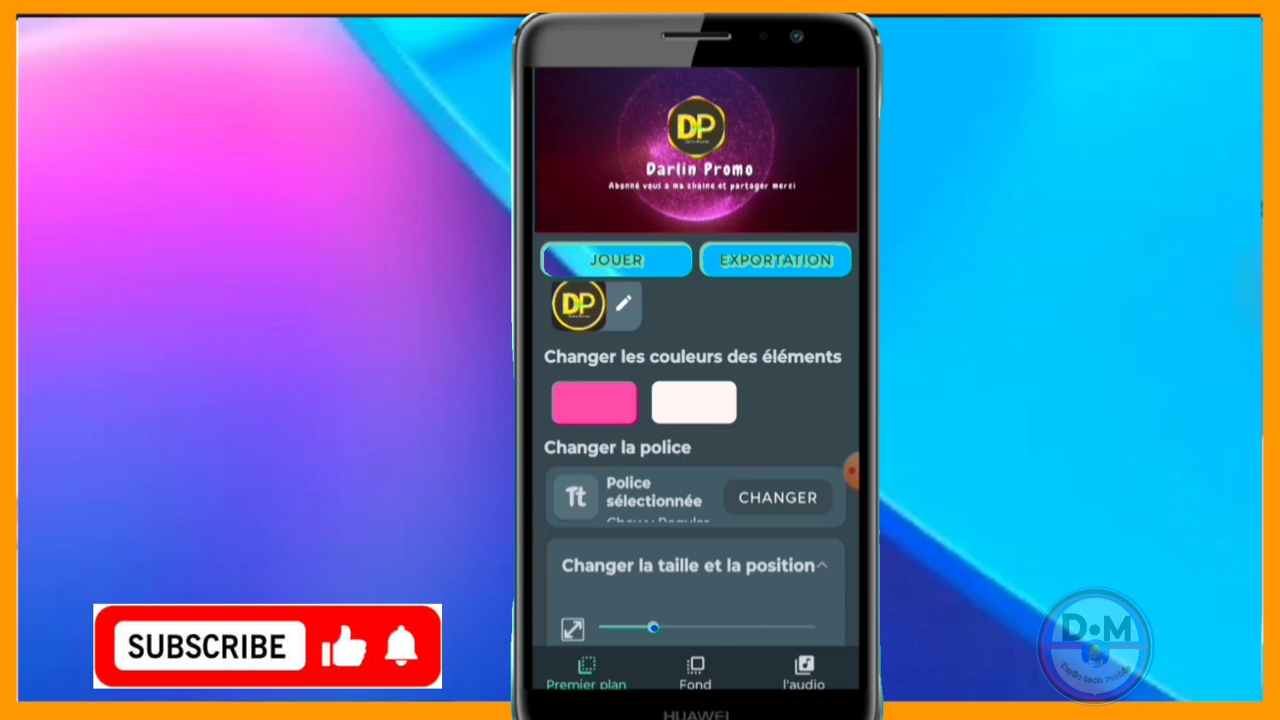 DP
Darlin Promo
Abonné vous a ma chaine et partager merci
JOUER
EXPORTATION
DP
Changer les couleurs des éléments
Changer la police
Tt
Police
sélectionnée
CHANGER
Changer la taille et la position
Premier plan
Fond
l'audio
HUAWEI
SUBSCRIBE
D•M